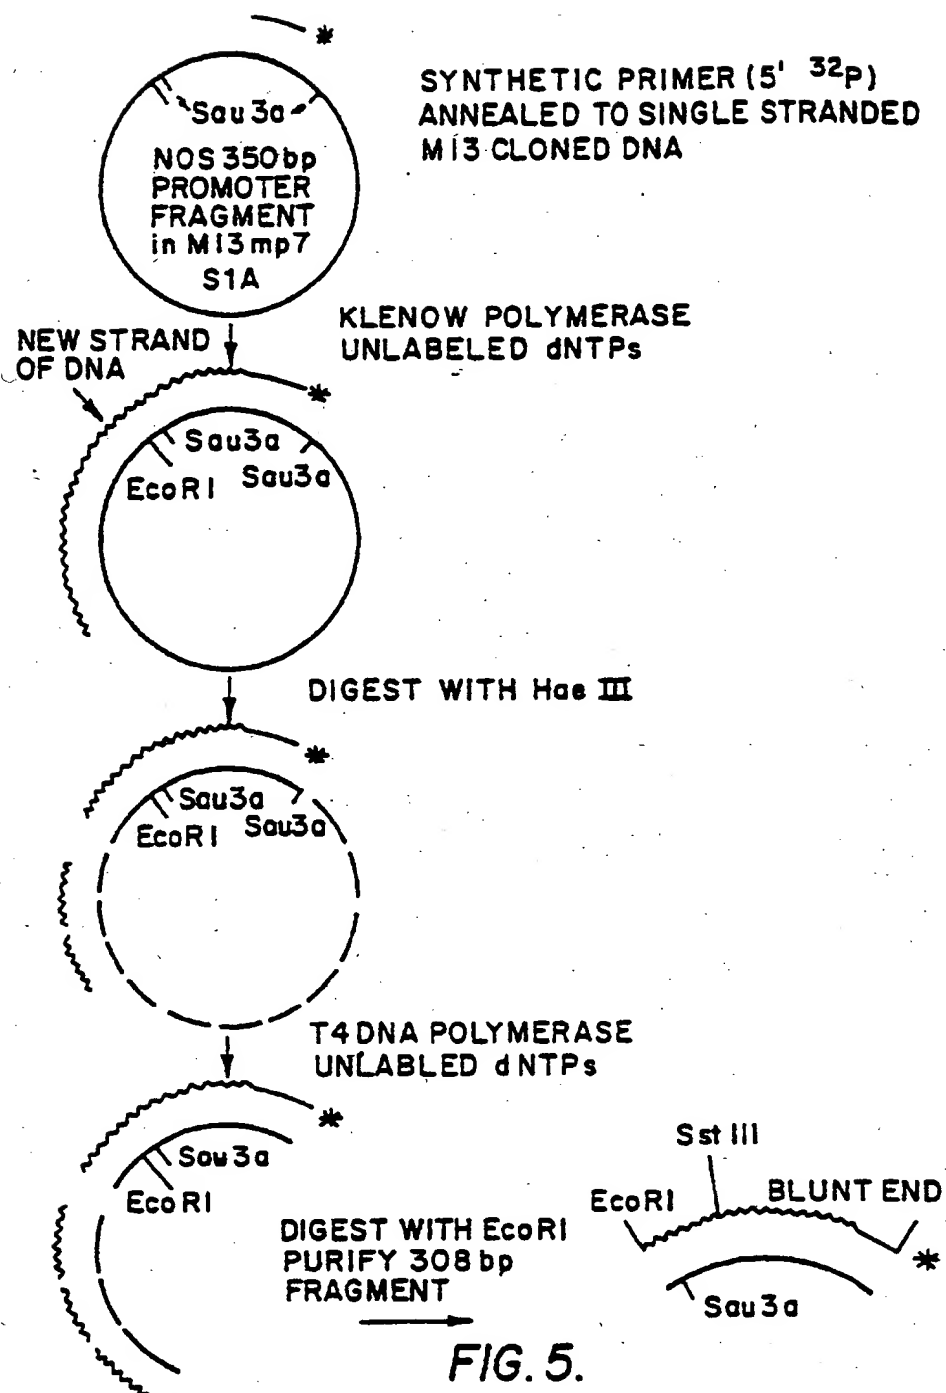 *
SYNTHETIC PRIMER (5' 32P)
ANNEALED TO SINGLE STRANDED
M13 CLONED DNA
Sau3a
NOS 350bp
PROMOTER
FRAGMENT
in M13mp7
S1A
KLENOW POLYMERASE
UNLABELED dNTPs
NEW STRAND
OF DNA
*
Sau3a
EcoRI Sau3a
DIGEST WITH Hae III
*
Sau3a
EcoRI Sau3a
T4 DNA POLYMERASE
UNLABLED dNTPs
*
Sau3a
EcoRI
Sst III
EcoRI BLUNT END
*
Sau3a
DIGEST WITH EcoRI
PURIFY 308bp
FRAGMENT
FIG. 5.